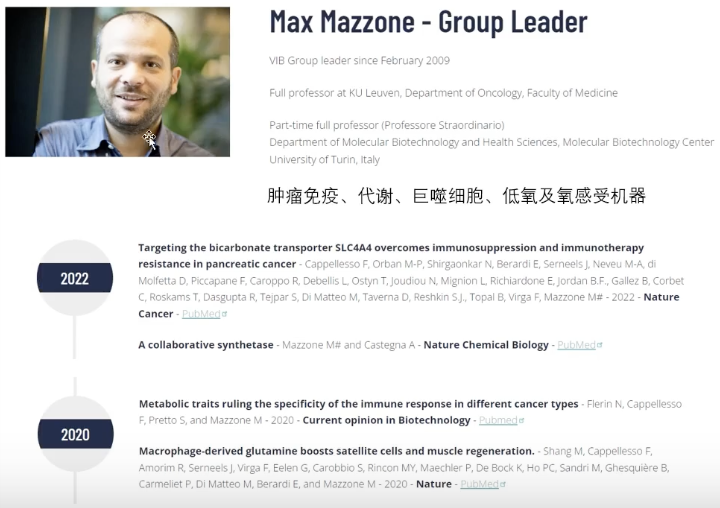 Max Mazzone - Group Leader
VIB Group leader since February 2009
Full professor at KU Leuven, Department of Oncology, Faculty of Medicine
Part-time full professor (Professore Straordinario)
Department of Molecular Biotechnology and Health Sciences, Molecular Biotechnology Center
University of Turin, Italy
肿瘤免疫、代谢、巨噬细胞、低氧及氧感受机器
2022
Targeting the bicarbonate transporter SLC4A4 overcomes immunosuppression and immunotherapy
resistance in pancreatic cancer - Cappellesso F, Orban M-P, Shirgaonkar N, Berardi E, Serneels J, Neveu M-A, di
Molfetta D, Piccapane F, Caroppo R, Debellis L, Ostyn T, Joudiou N, Mignion L, Richiardone E, Jordan B.F., Gallez B, Corbet
C, Roskams T, Dasgupta R, Tejpar S, Di Matteo M, Taverna D, Reshkin S.J., Topal B, Virga F, Mazzone M# - 2022 - Nature
Cancer - PubMed
A collaborative synthetase - Mazzone M# and Castegna A - Nature Chemical Biology - PubMed
2020
Metabolic traits ruling the specificity of the immune response in different cancer types - Flerin N, Cappellesso
F, Pretto S, and Mazzone M - 2020 - Current opinion in Biotechnology - Pubmed
Macrophage-derived glutamine boosts satellite cells and muscle regeneration. - Shang M, Cappellesso F,
Amorim R, Serneels J, Virga F, Eelen G, Carobbio S, Rincon MY, Maechler P, De Bock K, Ho PC, Sandri M, Ghesquière B,
Carmeliet P, Di Matteo M, Berardi E, and Mazzone M - 2020 - Nature - PubMed